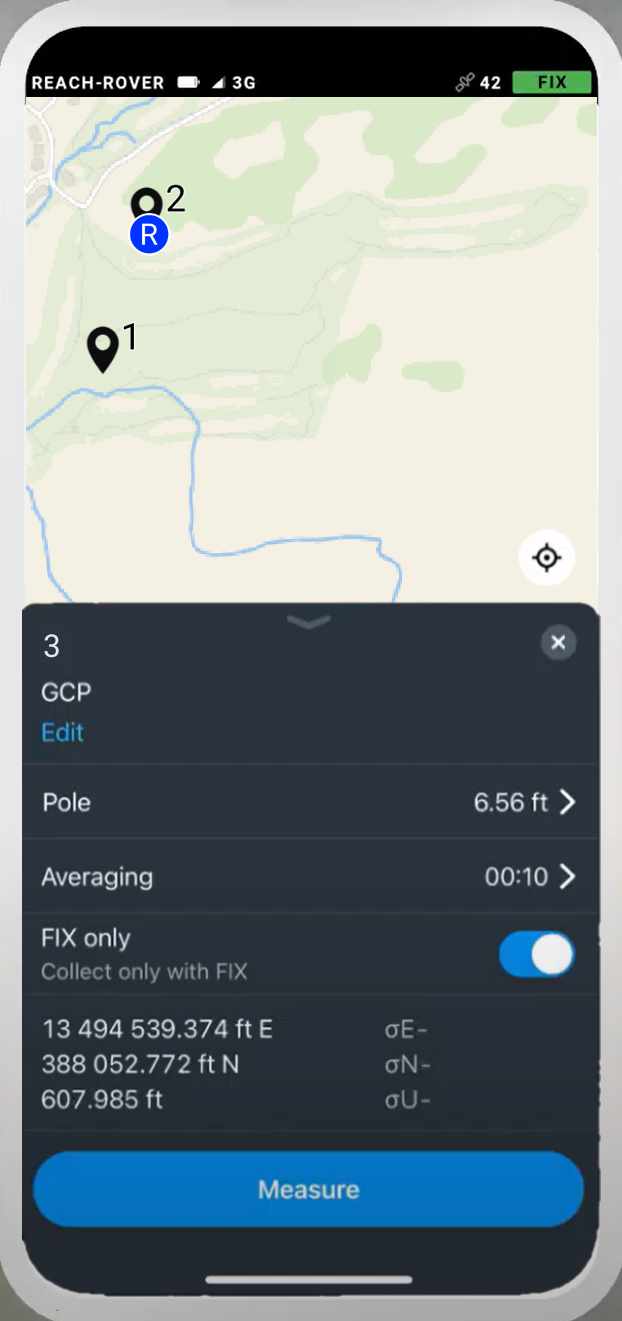 REACH-ROVER 3G 42 FIX
2
R
1
3
GCP
Edit
Pole 6.56 ft
Averaging 00:10
FIX only
Collect only with FIX
13 494 539.374 ft E σE-
388 052.772 ft N σN-
607.985 ft σU-
Measure